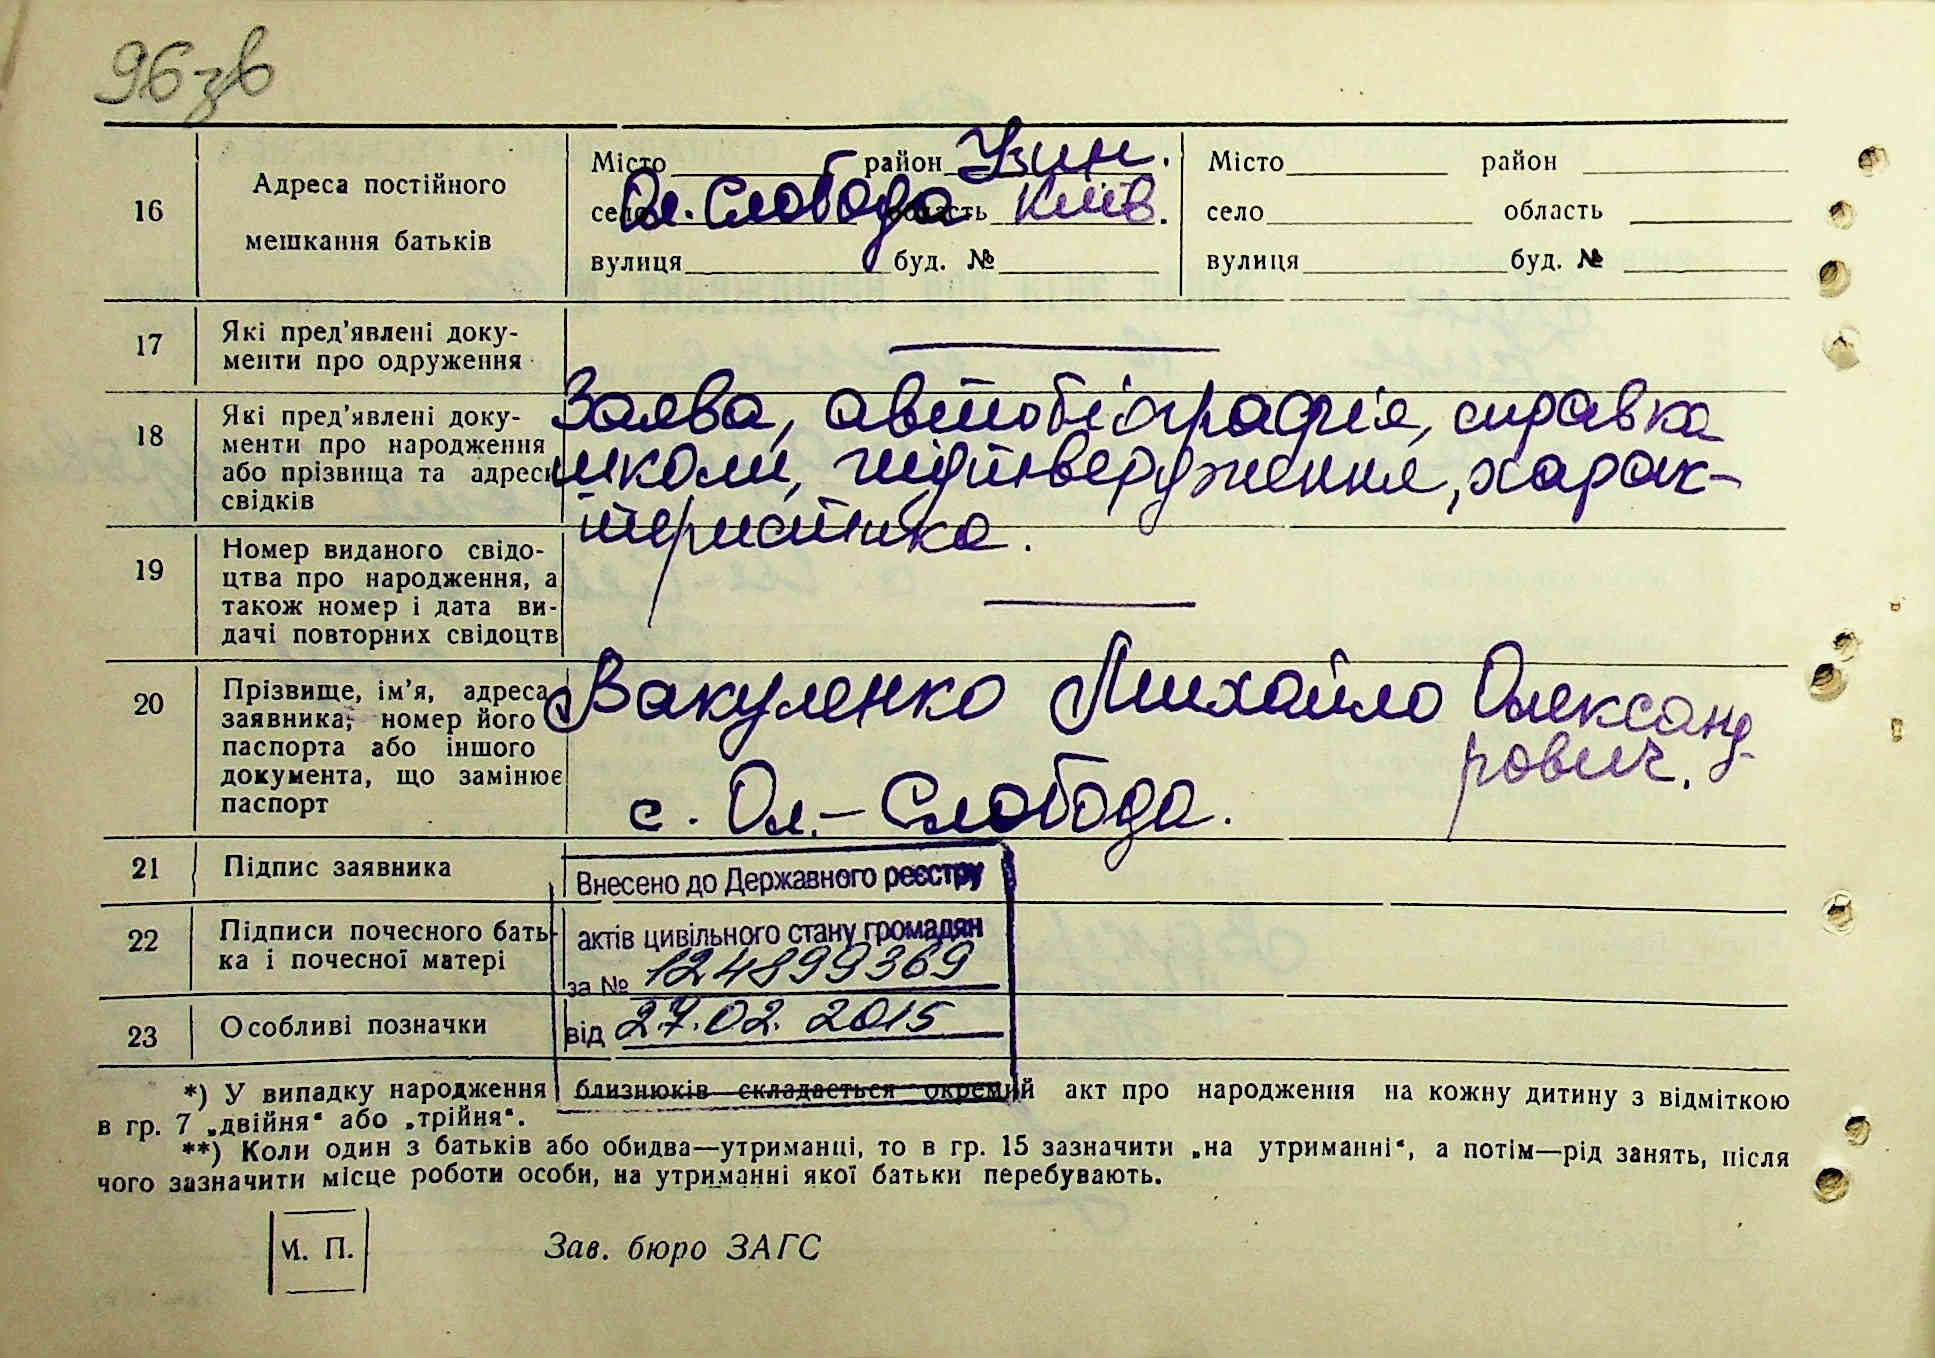 96 зв
16
Адреса постійного
мешкання батьків
Місто район Узин.
село Ол. Слобода область Київ.
вулиця буд. №
Місто район
село область
вулиця буд. №
17
Які пред’явлені доку-
менти про одруження
18
Які пред’явлені доку-
менти про народження
або прізвища та адреси
свідків
Заява, автобіографія, справка
школи, підтвердження, харак-
теристика.
19
Номер виданого свідо-
цтва про народження, а
також номер і дата ви-
дачі повторних свідоцтв
20
Прізвище, ім’я, адреса
заявника, номер його
паспорта або іншого
документа, що замінює
паспорт
Вакуленко Михайло Олександ-
рович,
с. Ол.-Слобода.
21
Підпис заявника
22
Підписи почесного бать-
ка і почесної матері
23
Особливі позначки
Внесено до Державного реєстру
актів цивільного стану громадян
за № 124899369
від 27.02.2015
*) У випадку народження близнюків складається окремий акт про народження на кожну дитину з відміткою
в гр. 7 „двійня“ або „трійня“.
**) Коли один з батьків або обидва—утриманці, то в гр. 15 зазначити „на утриманні“, а потім—рід занять, після
чого зазначити місце роботи особи, на утриманні якої батьки перебувають.
М. П.
Зав. бюро ЗАГС